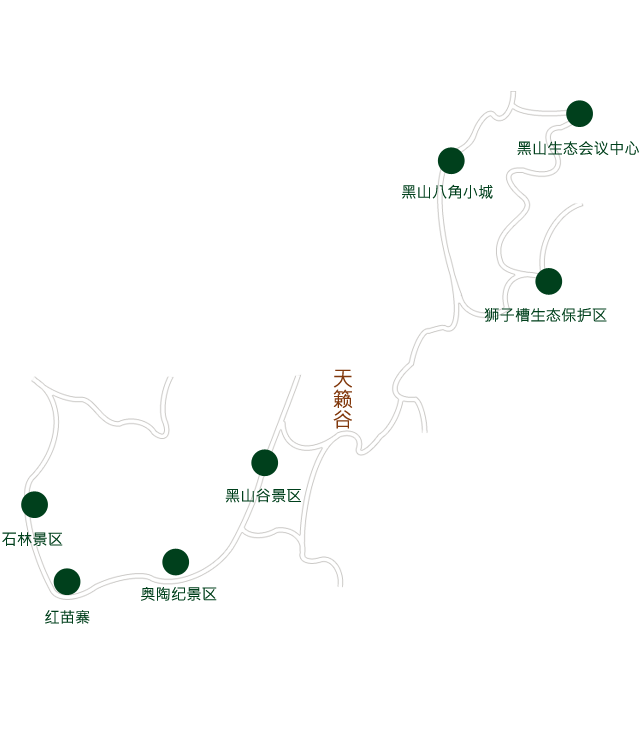 黑山生态会议中心
黑山八角小城
狮子槽生态保护区
天籁谷
黑山谷景区
石林景区
奥陶纪景区
红苗寨